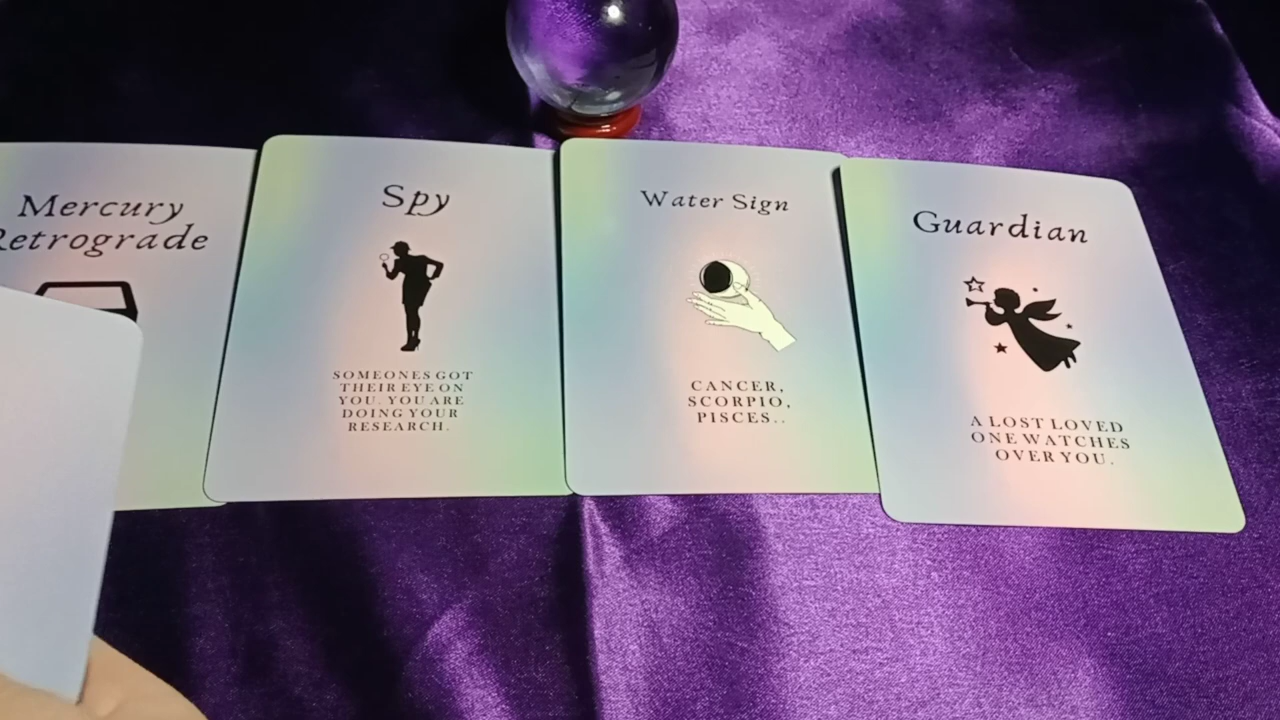 Mercury
Retrograde
Spy
SOMEONES GOT
THEIR EYE ON
YOU. YOU ARE
DOING YOUR
RESEARCH.
Water Sign
CANCER,
SCORPIO,
PISCES..
Guardian
A LOST LOVED
ONE WATCHES
OVER YOU.